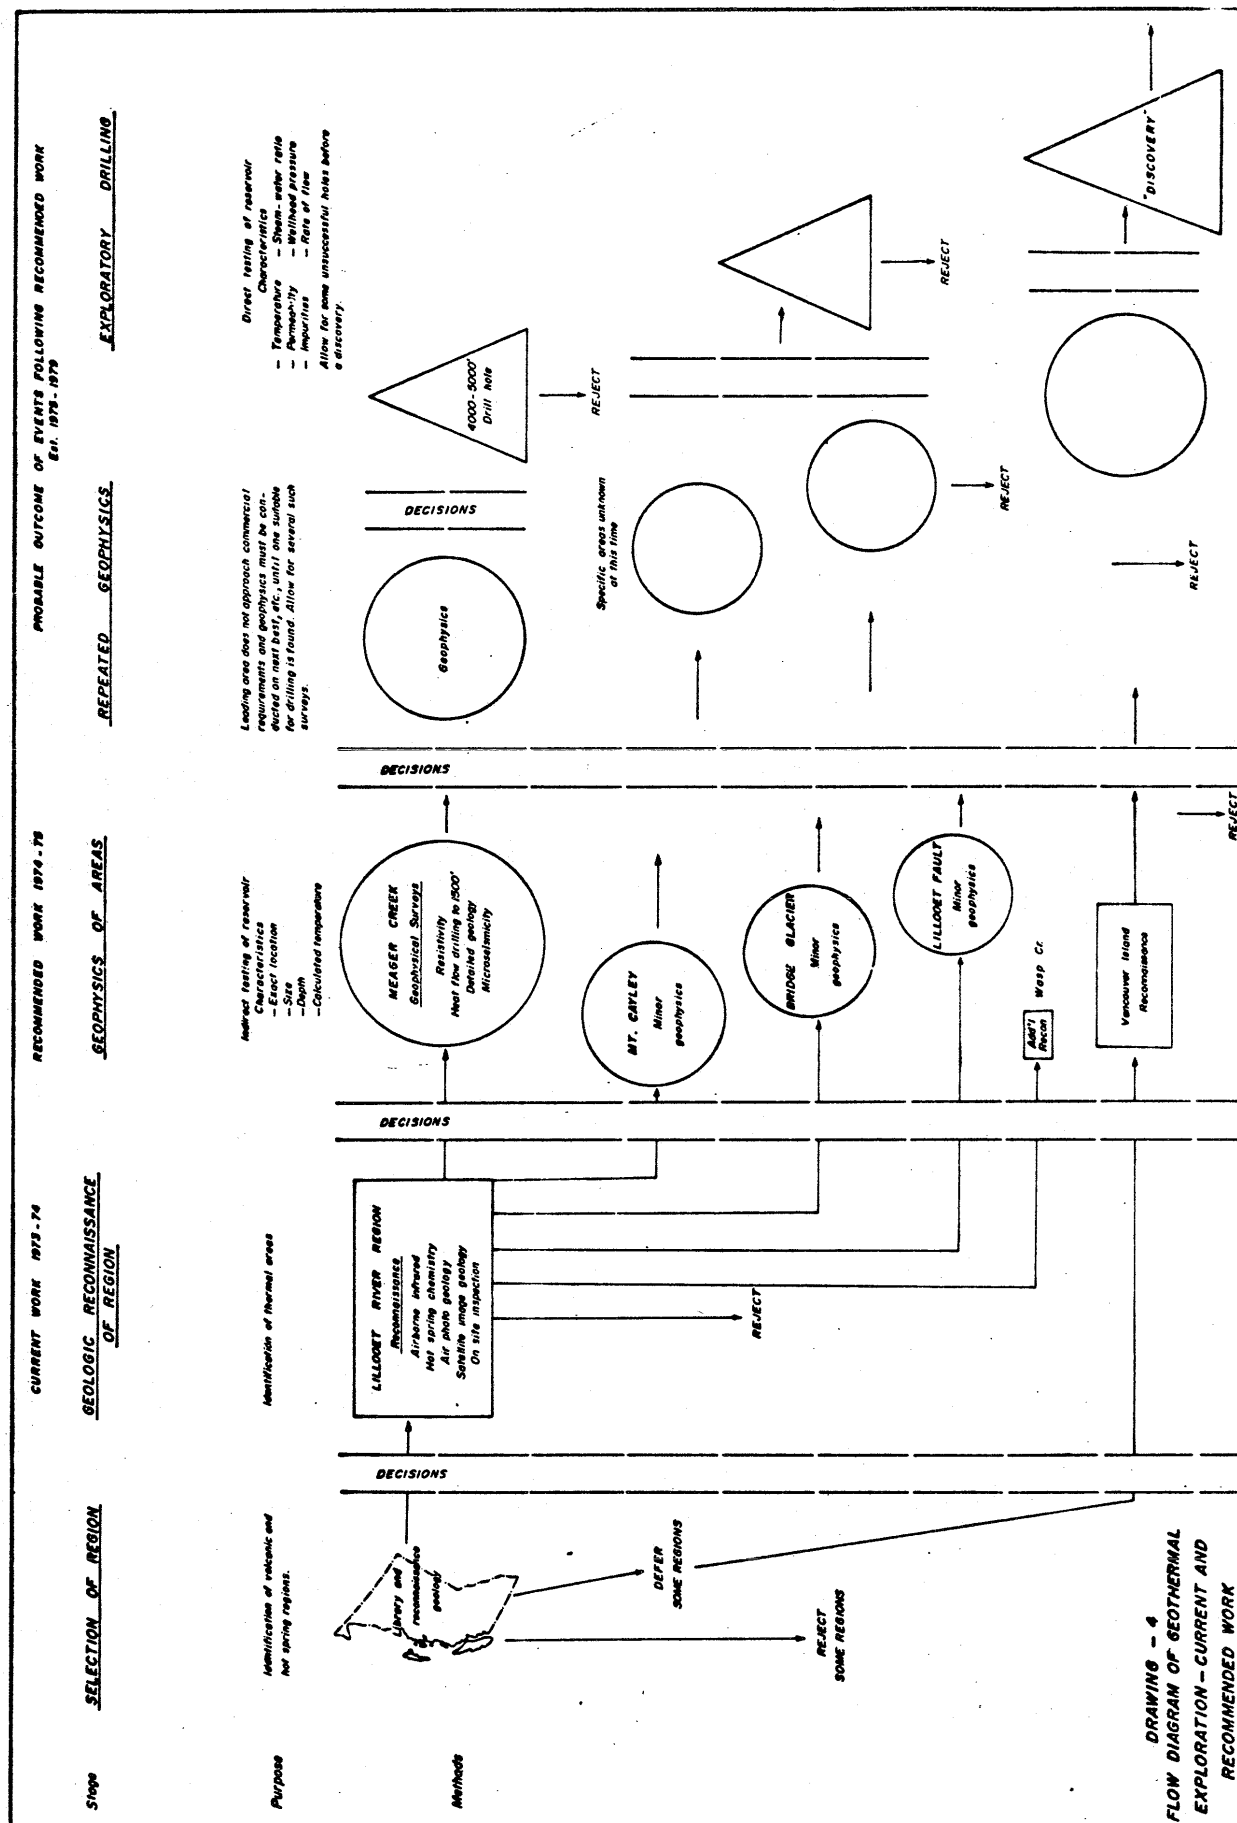 CURRENT WORK 1973-74
RECOMMENDED WORK 1974-75
PROBABLE OUTCOME OF EVENTS FOLLOWING RECOMMENDED WORK
Est. 1975-1979
Stage
SELECTION OF REGION
GEOLOGIC RECONNAISSANCE
OF REGION
GEOPHYSICS OF AREAS
REPEATED GEOPHYSICS
EXPLORATORY DRILLING
Purpose
Identification of volcanic and
hot spring regions.
Identification of thermal areas
Indirect testing of reservoir
Characteristics
- Exact location
- Size
- Depth
- Calculated temperature
Leading area does not approach commercial
requirements and geophysics must be con-
ducted on next best, etc., until one suitable
for drilling is found. Allow for several such
surveys.
Direct testing of reservoir
Characteristics
- Temperature - Steam-water ratio
- Permeability - Wellhead pressure
- Impurities - Rate of flow
Allow for some unsuccessful holes before
a discovery.
Methods
Library and
reconnaissance
geology
DEFER
SOME REGIONS
REJECT
SOME REGIONS
DECISIONS
LILLOOET RIVER REGION
Reconnaissance
Airborne infrared
Hot spring chemistry
Air photo geology
Satellite image geology
On site inspection
REJECT
DECISIONS
MEAGER CREEK
Geophysical Surveys
Resistivity
Heat flow drilling to 1500'
Detailed geology
Microseismicity
MT. CAYLEY
Minor
geophysics
BRIDGE GLACIER
Minor
geophysics
LILLOOET FAULT
Minor
geophysics
Add'l
Recon
Wasp Cr.
Vancouver Island
Reconnaissance
REJECT
DECISIONS
Geophysics
DECISIONS
4000-5000'
Drill hole
REJECT
Specific areas unknown
at this time
REJECT
REJECT
REJECT
"DISCOVERY"
DRAWING - 4
FLOW DIAGRAM OF GEOTHERMAL
EXPLORATION-CURRENT AND
RECOMMENDED WORK